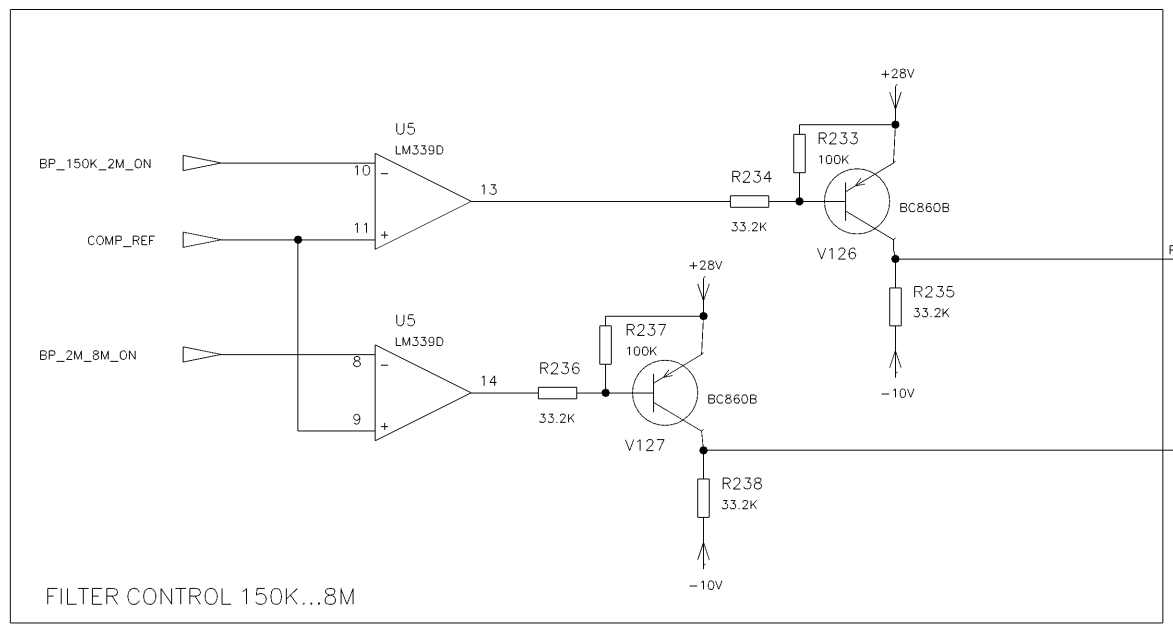 +28V
U5
LM339D
R233
100K
BP_150K_2M_ON
10
−
13
R234
33.2K
BC860B
COMP_REF
11
+
V126
+28V
R235
33.2K
−10V
U5
LM339D
R237
100K
BP_2M_8M_ON
8
−
14
R236
33.2K
BC860B
9
+
V127
R238
33.2K
−10V
FILTER CONTROL 150K...8M